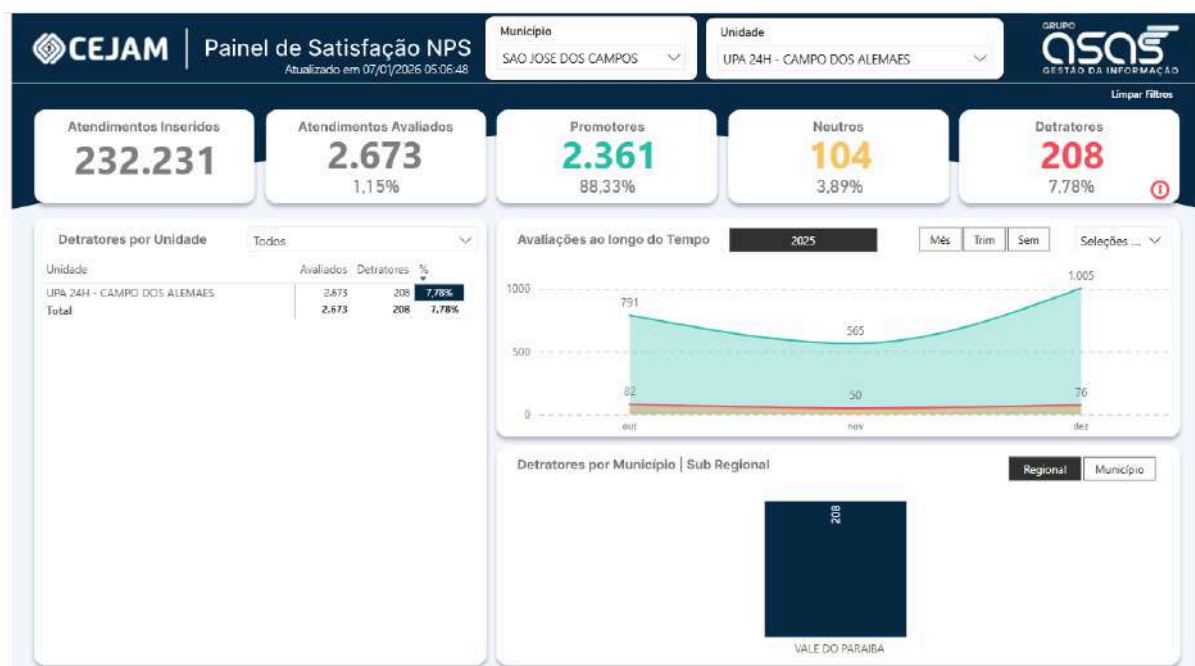 CEJAM
Painel de Satisfação NPS
Atualizado em 07/01/2026 05:06:48
Município
SAO JOSE DOS CAMPOS
Unidade
UPA 24H - CAMPO DOS ALEMAES
GRUPO
asas
GESTÃO DA INFORMAÇÃO
Limpar Filtros
Atendimentos Inseridos
232.231
Atendimentos Avaliados
2.673
1,15%
Promotores
2.361
88,33%
Neutros
104
3,89%
Detratores
208
7,78%
Detratores por Unidade
Todos
Unidade Avaliados Detratores %
UPA 24H - CAMPO DOS ALEMAES 2.673 208 7,78%
Total 2.673 208 7,78%
Avaliações ao longo do Tempo
2025
Mês Trim Sem
Seleções ...
1000
500
0
791
565
1.005
82
50
76
out nov dez
Detratores por Município | Sub Regional
Regional Município
208
VALE DO PARAIBA